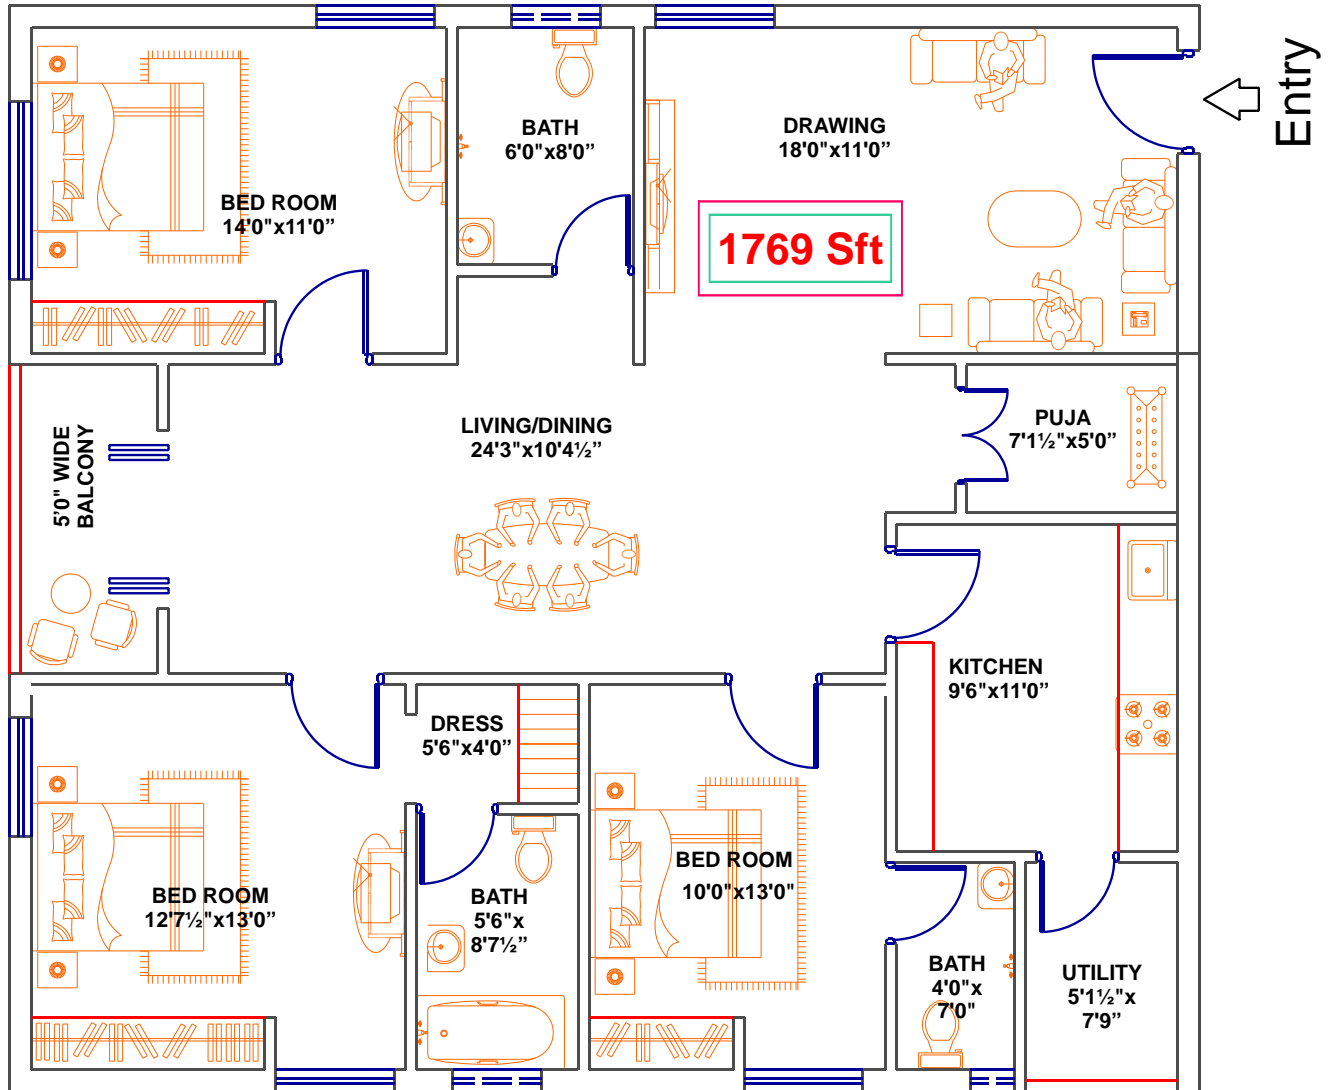 Entry
BATH
6'0"x8'0”
DRAWING
18'0"x11'0”
BED ROOM
14'0"x11'0”
1769 Sft
5'0" WIDE
BALCONY
LIVING/DINING
24'3"x10'4½”
PUJA
7'1½"x5'0”
KITCHEN
9'6"x11'0”
DRESS
5'6"x4'0”
BED ROOM
12'7½"x13'0”
BATH
5'6"x
8'7½”
BED ROOM
10'0"x13'0"
BATH
4'0"x
7'0"
UTILITY
5'1½"x
7'9”